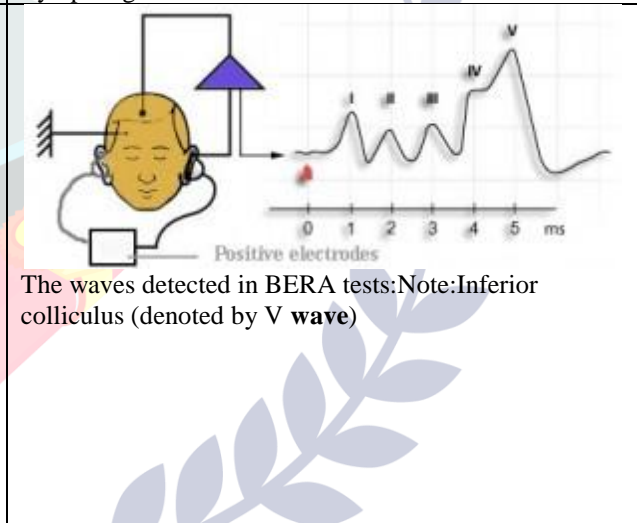 V
IV
I II III
0 1 2 3 4 5 ms
Positive electrodes
The waves detected in BERA tests:Note:Inferior
colliculus (denoted by V wave)